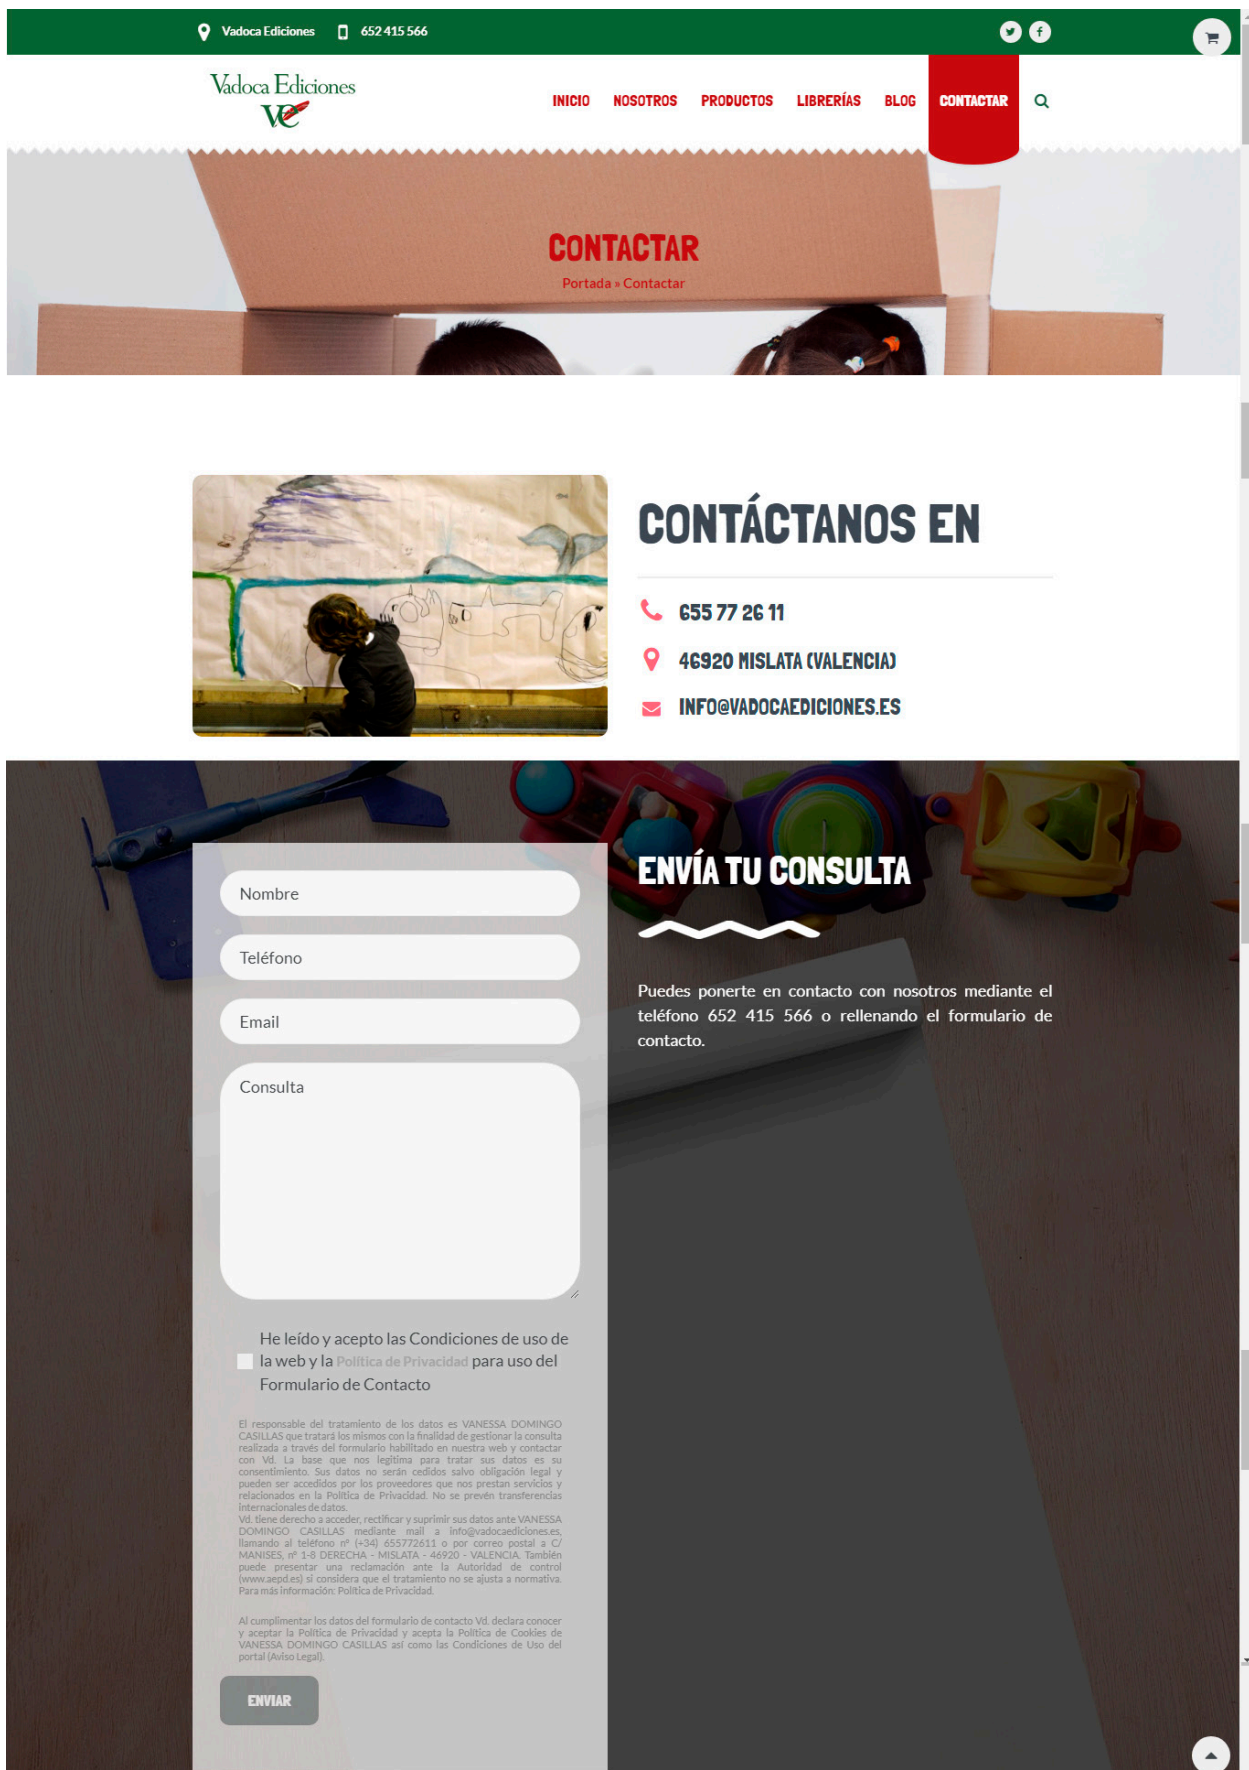 Vadoca Ediciones 652 415 566
Vadoca Ediciones
VE
INICIO NOSOTROS PRODUCTOS LIBRERÍAS BLOG CONTACTAR
CONTACTAR
Portada » Contactar
CONTÁCTANOS EN
655 77 26 11
46920 MISLATA (VALENCIA)
INFO@VADOCAEDICIONES.ES
ENVÍA TU CONSULTA
Puedes ponerte en contacto con nosotros mediante el
teléfono 652 415 566 o rellenando el formulario de
contacto.
Nombre
Teléfono
Email
Consulta
He leído y acepto las Condiciones de uso de
la web y la Política de Privacidad para uso del
Formulario de Contacto
El responsable del tratamiento de los datos es VANESSA DOMINGO
CASILLAS que tratará los mismos con la finalidad de gestionar la consulta
realizada a través del formulario habilitado en nuestra web y contactar
con Vd. La base que nos legitima para tratar sus datos es su
consentimiento. Sus datos no serán cedidos salvo obligación legal y
pueden ser accedidos por los proveedores que nos prestan servicios y
relacionados en la Política de Privacidad. No se prevén transferencias
internacionales de datos.
Vd. tiene derecho a acceder, rectificar y suprimir sus datos ante VANESSA
DOMINGO CASILLAS mediante mail a info@vadocaediciones.es,
llamando al teléfono nº (+34) 655772611 o por correo postal a C/
MANISES, nº 1-8 DERECHA - MISLATA - 46920 - VALENCIA. También
puede presentar una reclamación ante la Autoridad de control
(www.aepd.es) si considera que el tratamiento no se ajusta a normativa.
Para más información: Política de Privacidad.
Al cumplimentar los datos del formulario de contacto Vd. declara conocer
y aceptar la Política de Privacidad y acepta la Política de Cookies de
VANESSA DOMINGO CASILLAS así como las Condiciones de Uso del
portal (Aviso Legal).
ENVIAR